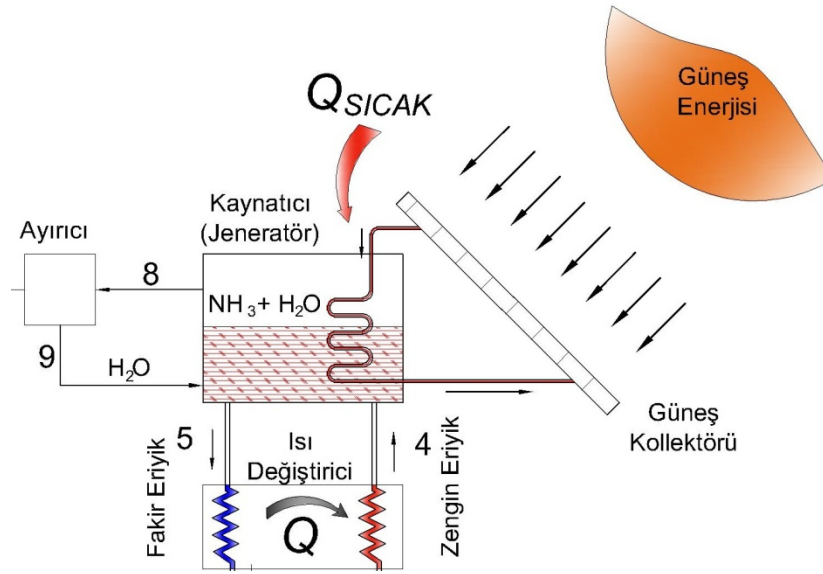 Güneş
Enerjisi
QSICAK
Kaynatıcı
(Jeneratör)
Ayırıcı
8
NH3 + H2O
9
H2O
Güneş
Kollektörü
5
Isı
Değiştirici
4
Fakir Eriyik
Zengin Eriyik
Q